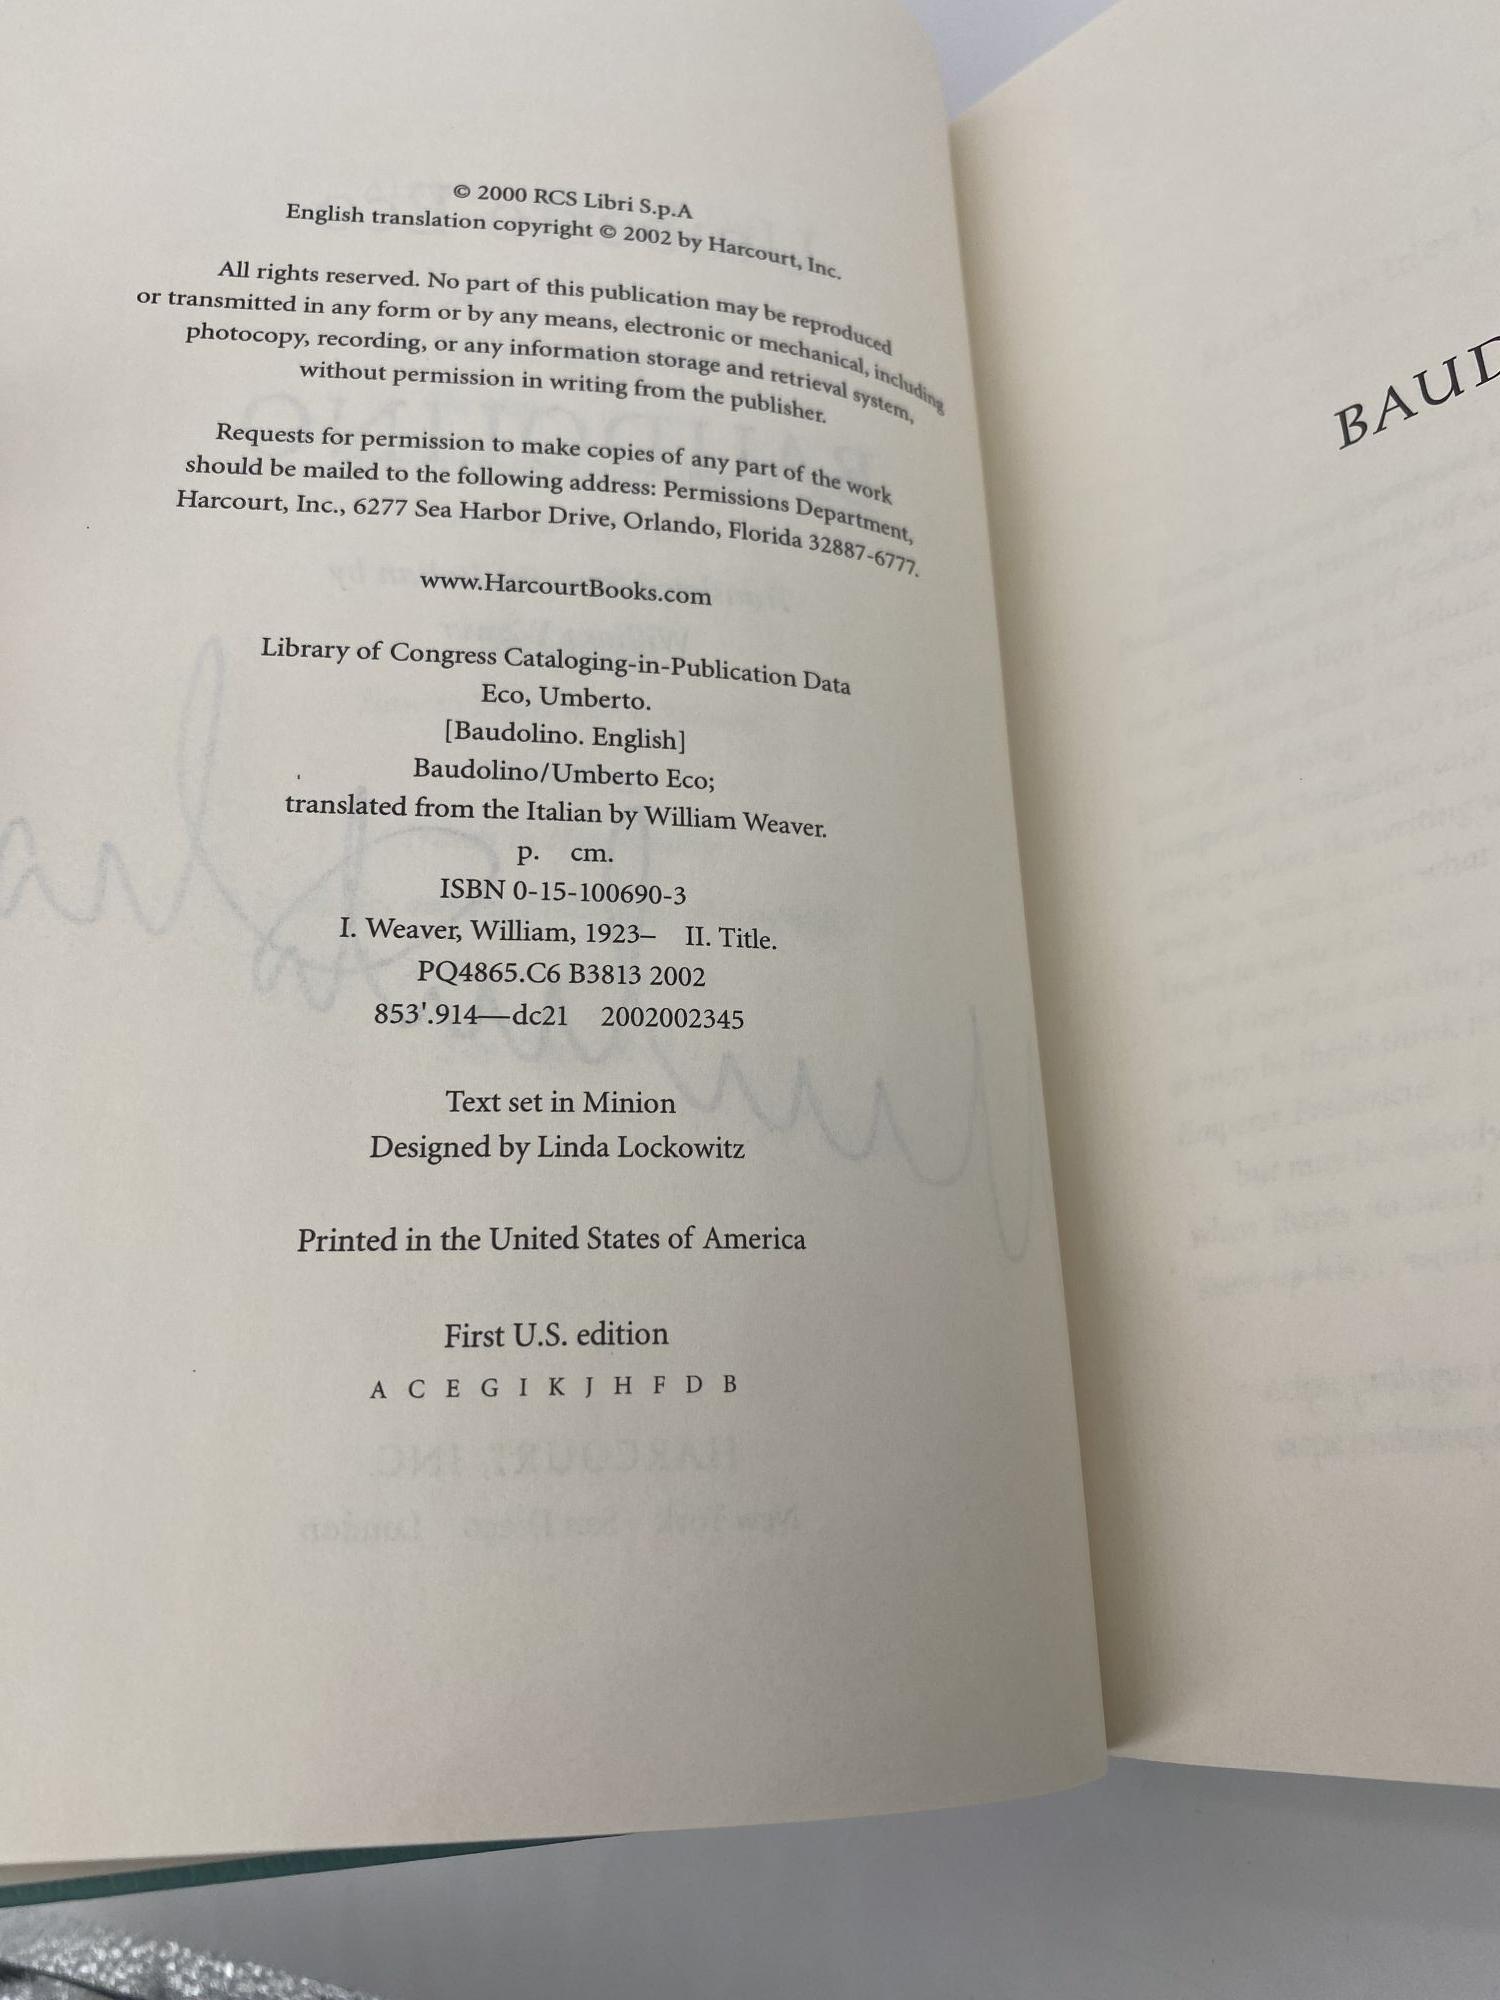 © 2000 RCS Libri S.p.A
English translation copyright © 2002 by Harcourt, Inc.
All rights reserved. No part of this publication may be reproduced
or transmitted in any form or by any means, electronic or mechanical, including
photocopy, recording, or any information storage and retrieval system,
without permission in writing from the publisher.
Requests for permission to make copies of any part of the work
should be mailed to the following address: Permissions Department,
Harcourt, Inc., 6277 Sea Harbor Drive, Orlando, Florida 32887-6777.
www.HarcourtBooks.com
Library of Congress Cataloging-in-Publication Data
Eco, Umberto.
[Baudolino. English]
Baudolino/Umberto Eco;
translated from the Italian by William Weaver.
p. cm.
ISBN 0-15-100690-3
I. Weaver, William, 1923– II. Title.
PQ4865.C6 B3813 2002
853'.914—dc21 2002002345
Text set in Minion
Designed by Linda Lockowitz
Printed in the United States of America
First U.S. edition
A C E G I K J H F D B
HARCOURT, INC.
New York San Diego London
BAUD